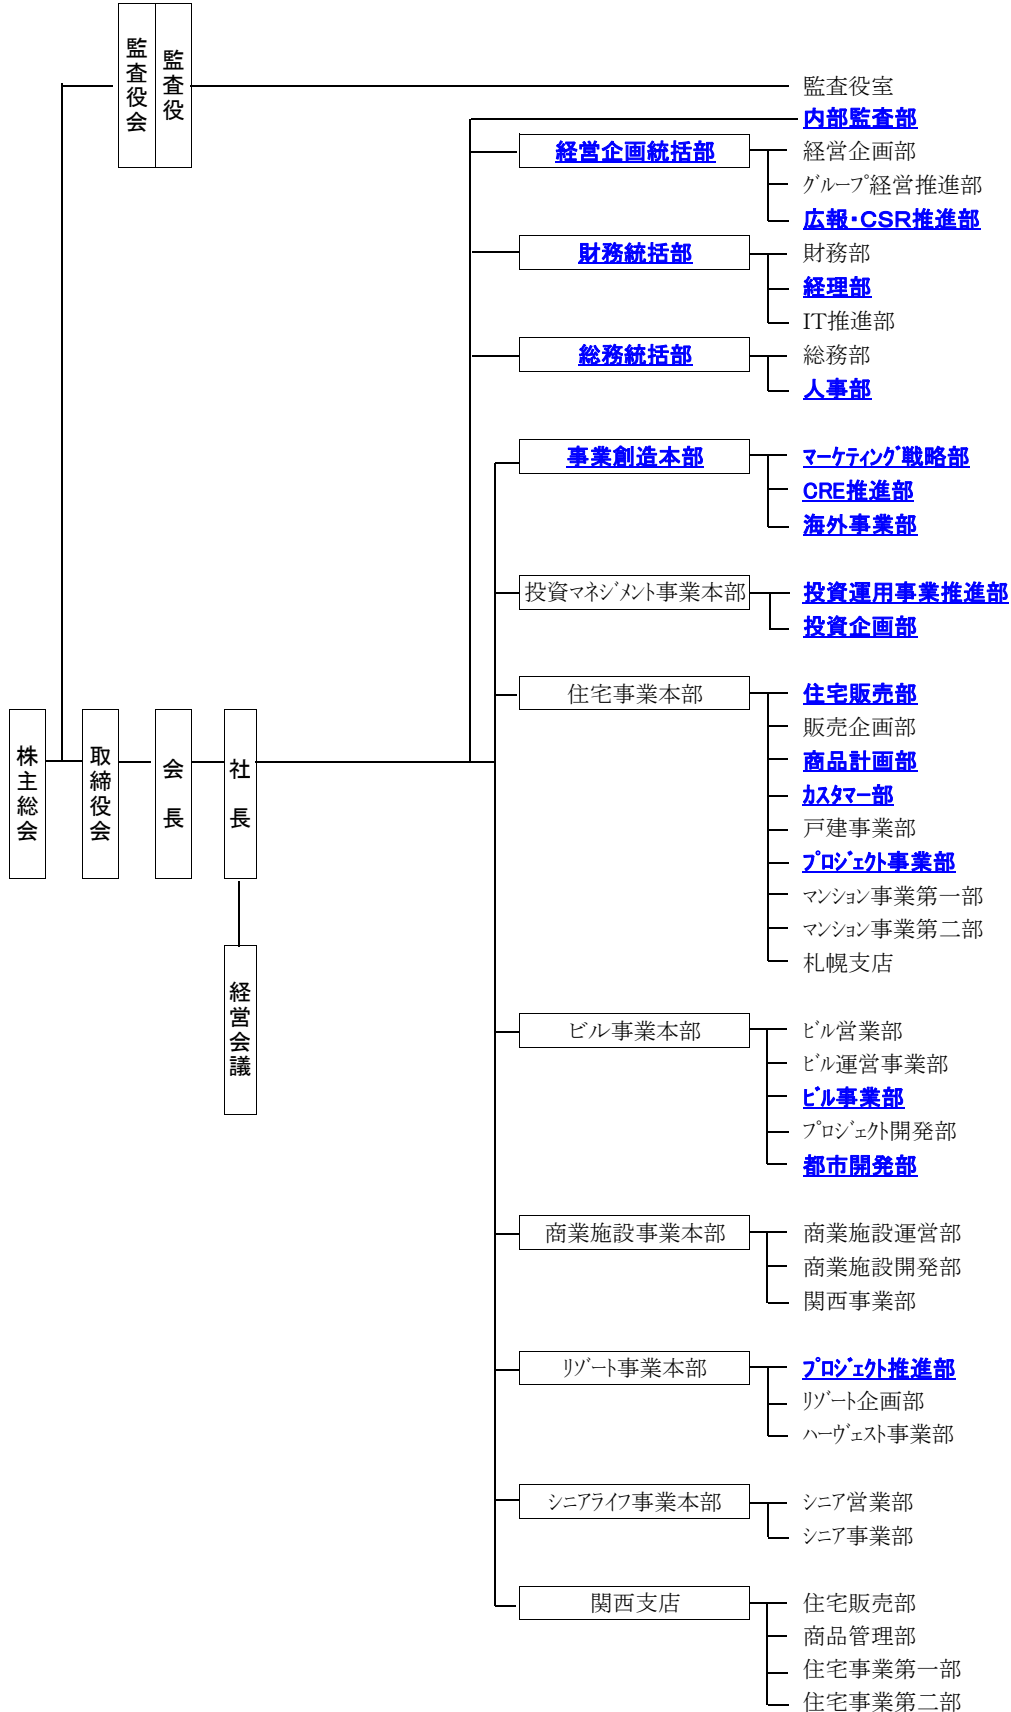 監査役会
監査役
監査役室
内部監査部
経営企画統括部
経営企画部
グループ経営推進部
広報・CSR推進部
財務統括部
財務部
経理部
IT推進部
総務統括部
総務部
人事部
事業創造本部
マーケティング戦略部
CRE推進部
海外事業部
投資マネジメント事業本部
投資運用事業推進部
投資企画部
住宅事業本部
住宅販売部
販売企画部
商品計画部
カスタマー部
戸建事業部
プロジェクト事業部
マンション事業第一部
マンション事業第二部
札幌支店
株主総会
取締役会
会長
社長
経営会議
ビル事業本部
ビル営業部
ビル運営事業部
ビル事業部
プロジェクト開発部
都市開発部
商業施設事業本部
商業施設運営部
商業施設開発部
関西事業部
リゾート事業本部
プロジェクト推進部
リゾート企画部
ハーヴェスト事業部
シニアライフ事業本部
シニア営業部
シニア事業部
関西支店
住宅販売部
商品管理部
住宅事業第一部
住宅事業第二部